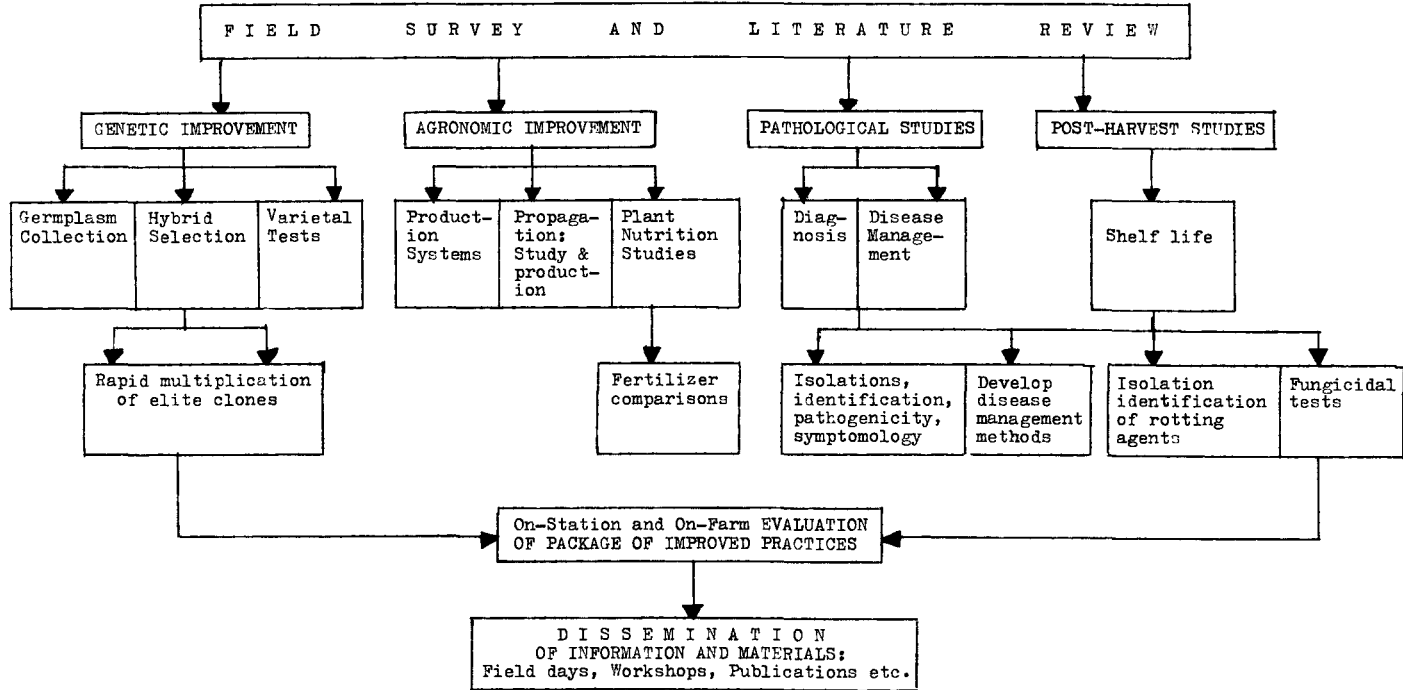 FIELD SURVEY AND LITERATURE REVIEW
GENETIC IMPROVEMENT
AGRONOMIC IMPROVEMENT
PATHOLOGICAL STUDIES
POST-HARVEST STUDIES
Germplasm
Collection
Hybrid
Selection
Varietal
Tests
Product-
ion
Systems
Propaga-
tion:
Study &
product-
ion
Plant
Nutrition
Studies
Diag-
nosis
Disease
Manage-
ment
Shelf life
Rapid multiplication
of elite clones
Fertilizer
comparisons
Isolations,
identification,
pathogenicity,
symptomology
Develop
disease
management
methods
Isolation
identification
of rotting
agents
Fungicidal
tests
On-Station and On-Farm EVALUATION
OF PACKAGE OF IMPROVED PRACTICES
DISSEMINATION
OF INFORMATION AND MATERIALS:
Field days, Workshops, Publications etc.